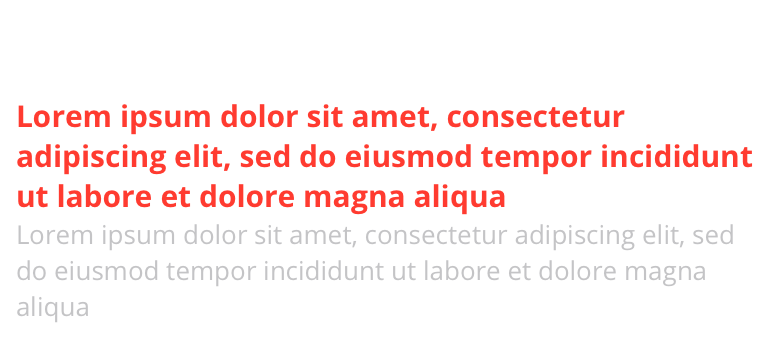 Lorem ipsum dolor sit amet, consectetur
adipiscing elit, sed do eiusmod tempor incididunt
ut labore et dolore magna aliqua
Lorem ipsum dolor sit amet, consectetur adipiscing elit, sed
do eiusmod tempor incididunt ut labore et dolore magna
aliqua